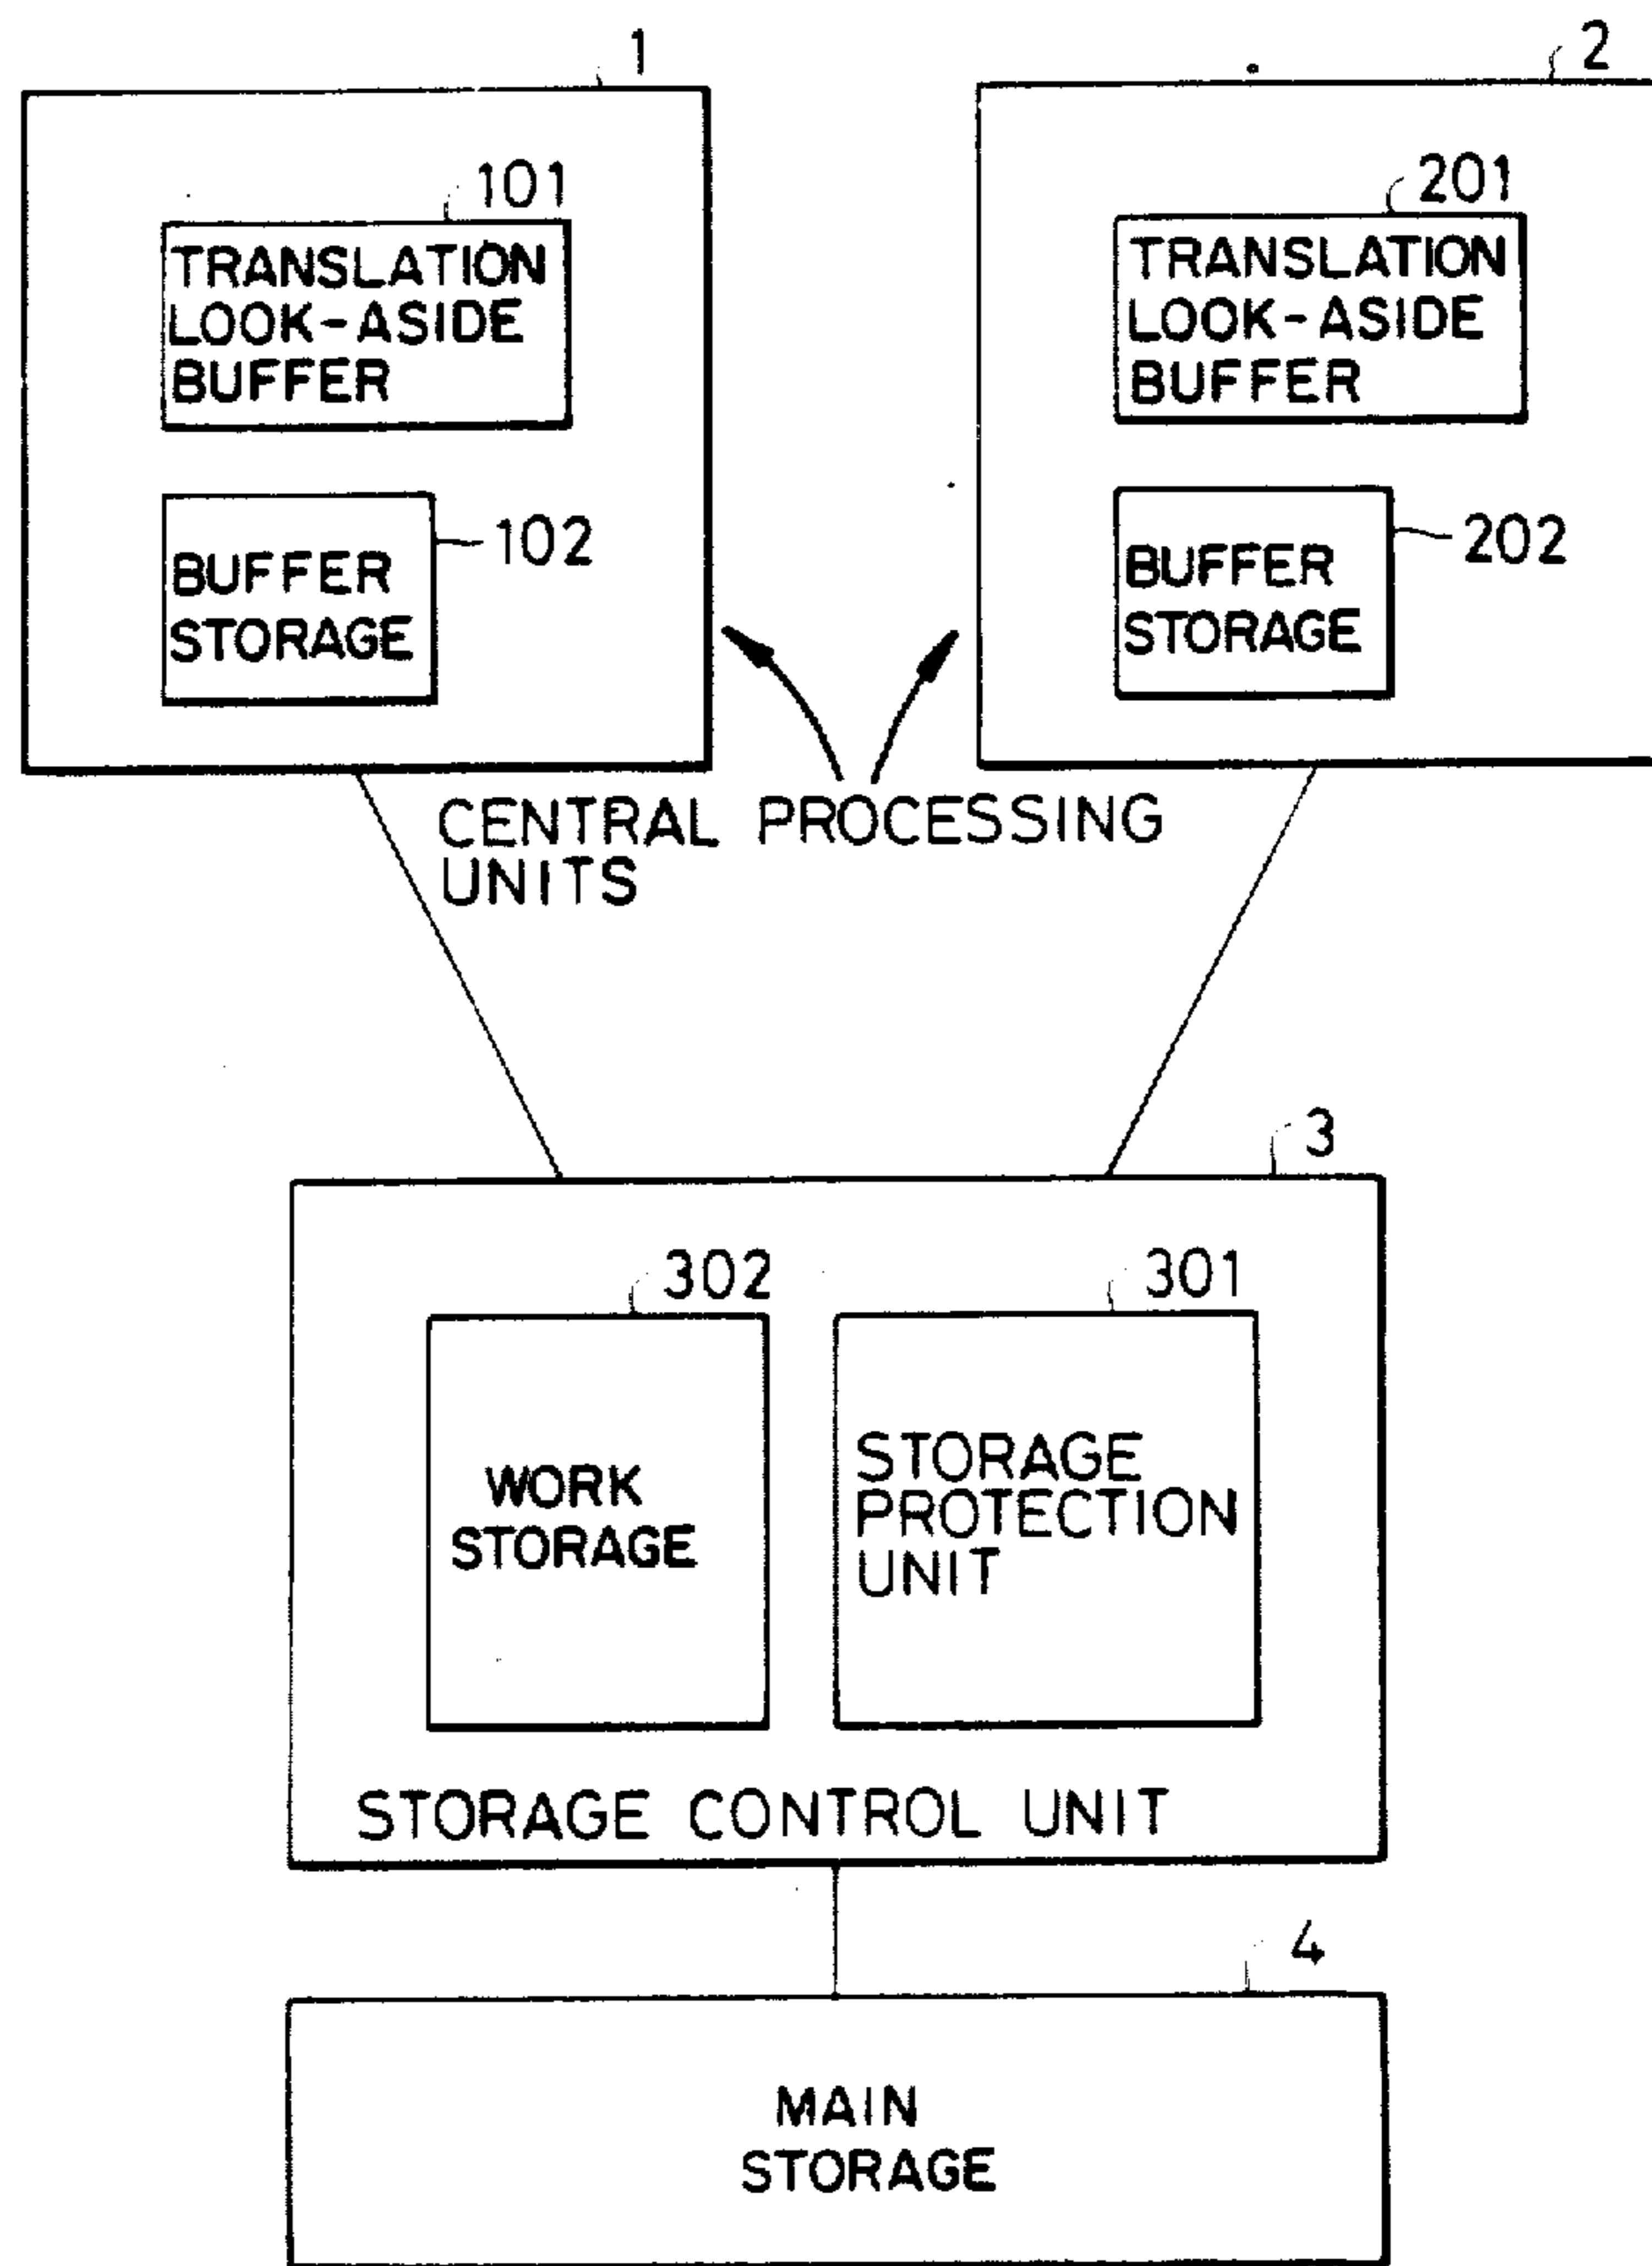 1
2
101
TRANSLATION
LOOK-ASIDE
BUFFER
201
TRANSLATION
LOOK-ASIDE
BUFFER
102
BUFFER
STORAGE
202
BUFFER
STORAGE
CENTRAL PROCESSING
UNITS
3
302
301
WORK
STORAGE
STORAGE
PROTECTION
UNIT
STORAGE CONTROL UNIT
4
MAIN
STORAGE